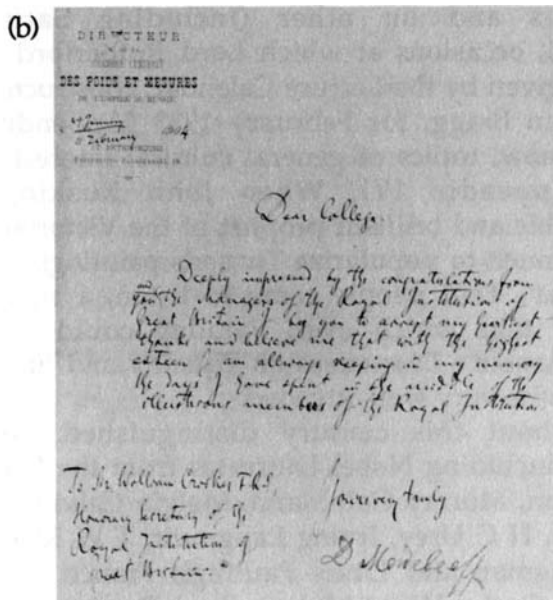 (b)
DIRECTEUR
DES POIDS ET MESURES
Dear College
Deeply impressed by the congratulations from
you and the Managers of the Royal Institution of
Great Britain I beg you to accept my heartiest
thanks and believe me that with the highest
esteem I am allways keeping in my memory
the days I have spent in the middle of the
illustrious members of the Royal Institution
To Sir William Crookes F.R.S.
Honorary Secretary of the
Royal Institution of
Great Britain.
Yours very truly
D Mendeleeff